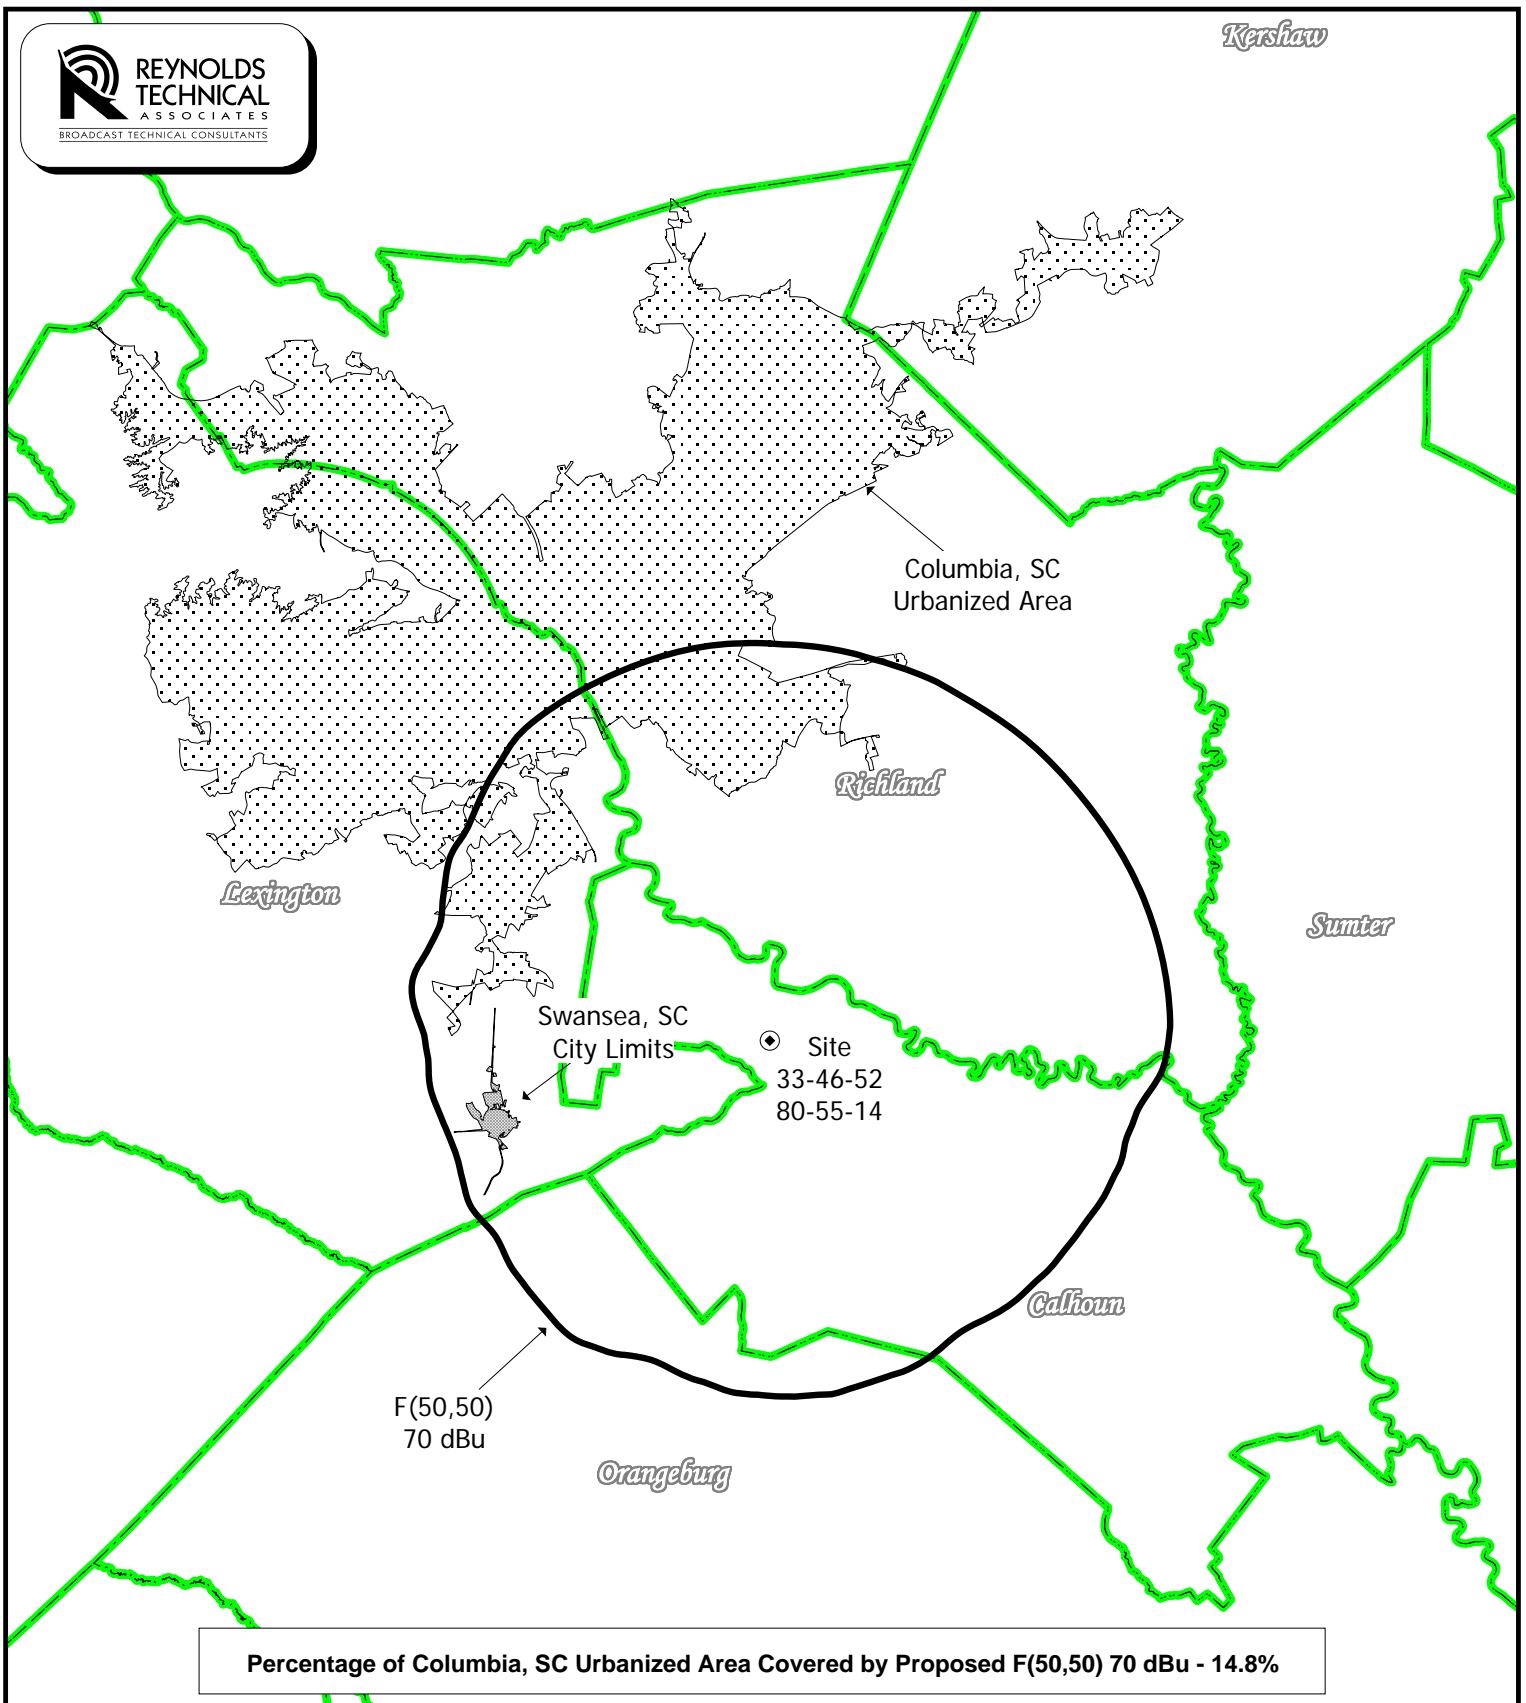 Kershaw
REYNOLDS
TECHNICAL
ASSOCIATES
BROADCAST TECHNICAL CONSULTANTS
Columbia, SC
Urbanized Area
Richland
Lexington
Sumter
Swansea, SC
City Limits
Site
33-46-52
80-55-14
Calhoun
F(50,50)
70 dBu
Orangeburg
Percentage of Columbia, SC Urbanized Area Covered by Proposed F(50,50) 70 dBu - 14.8%